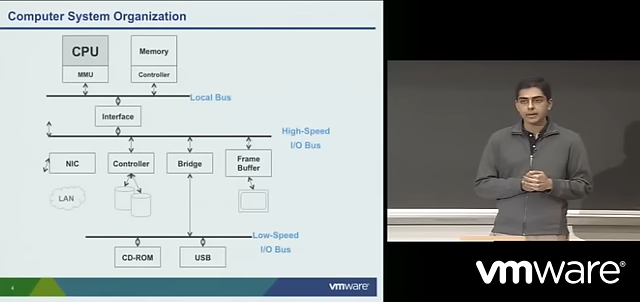 Computer System Organization
CPU
MMU
Memory
Controller
Local Bus
Interface
High-Speed
I/O Bus
NIC
Controller
Bridge
Frame
Buffer
LAN
Low-Speed
I/O Bus
CD-ROM
USB
4
vmware
vmware®